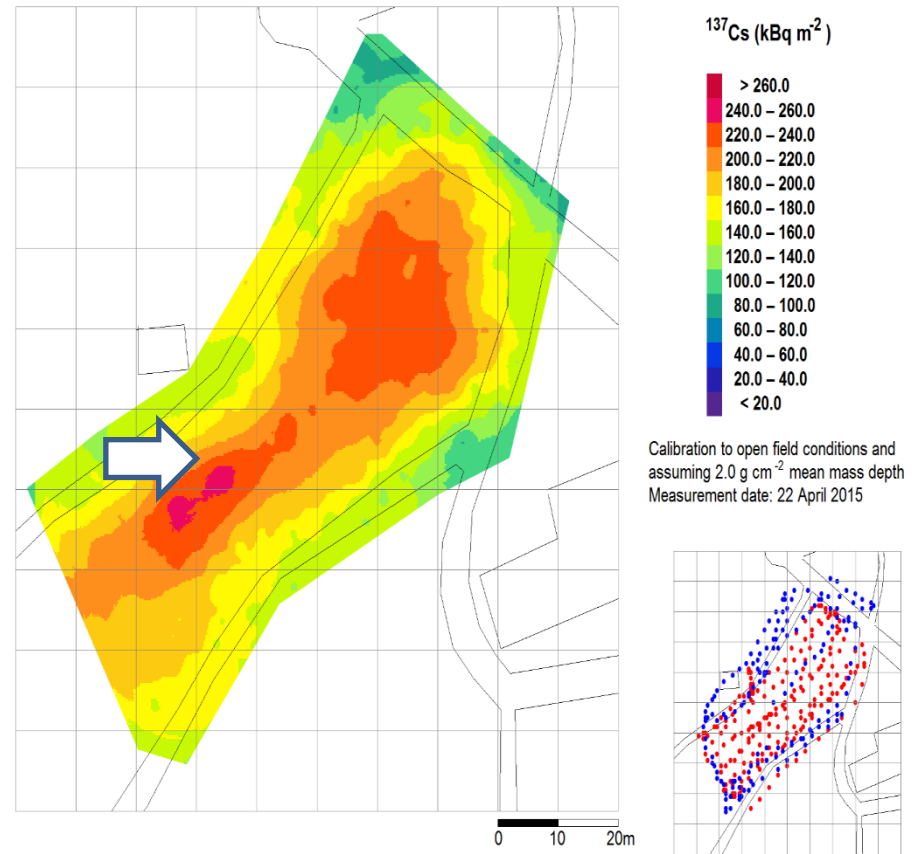 ¹³⁷Cs (kBq m⁻² )
> 260.0
240.0 – 260.0
220.0 – 240.0
200.0 – 220.0
180.0 – 200.0
160.0 – 180.0
140.0 – 160.0
120.0 – 140.0
100.0 – 120.0
80.0 – 100.0
60.0 – 80.0
40.0 – 60.0
20.0 – 40.0
< 20.0
Calibration to open field conditions and
assuming 2.0 g cm⁻² mean mass depth
Measurement date: 22 April 2015
0 10 20m